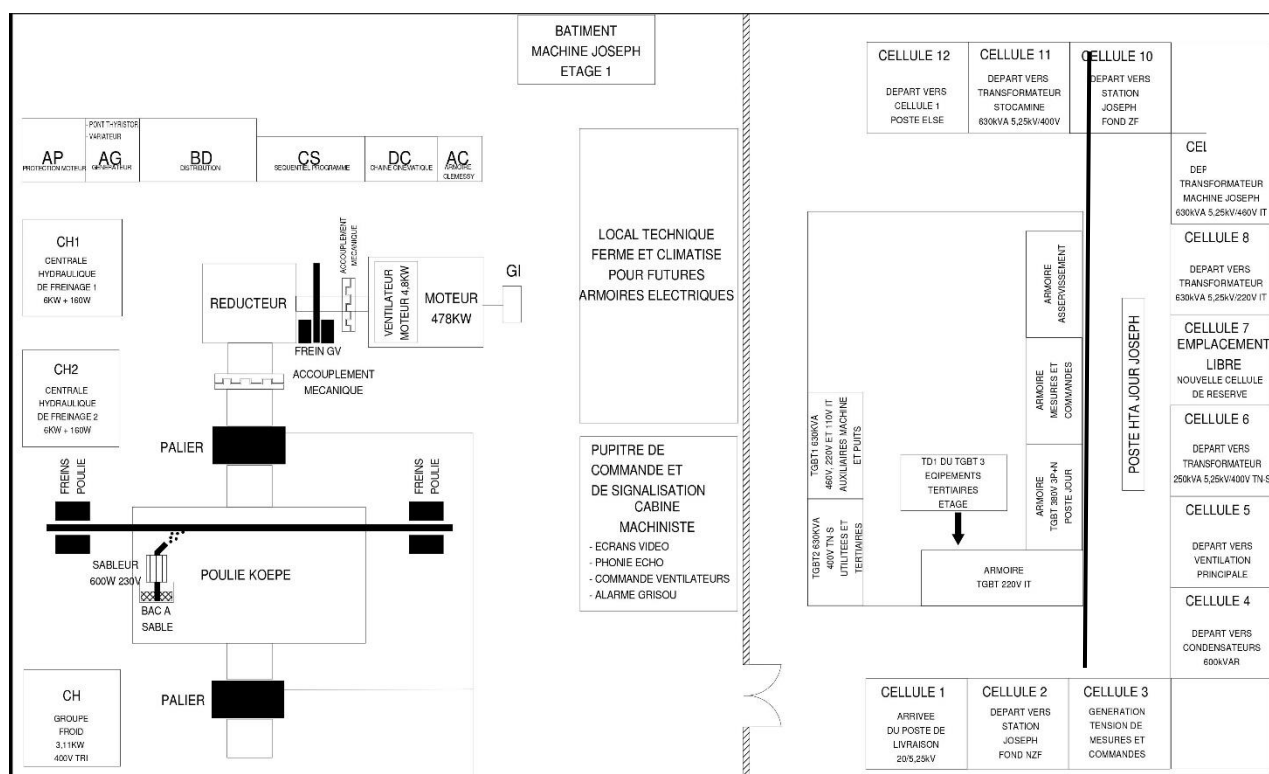 BATIMENT
MACHINE JOSEPH
ETAGE 1
AP
PROTECTION MOTEUR
- PONT THYRISTOR
- VARIATEUR
AG
GENERATEUR
BD
DISTRIBUTION
CS
SEQUENTIEL PROGRAMME
DC
CHAINE CINEMATIQUE
AC
ARMOIRE
CLEMESSY
CH1
CENTRALE
HYDRAULIQUE
DE FREINAGE 1
6KW + 160W
CH2
CENTRALE
HYDRAULIQUE
DE FREINAGE 2
6KW + 160W
REDUCTEUR
FREIN GV
ACCOUPLEMENT
MECANIQUE
VENTILATEUR
MOTEUR 4,8KW
MOTEUR
478KW
GI
ACCOUPLEMENT
MECANIQUE
PALIER
FREINS
POULIE
FREINS
POULIE
SABLEUR
600W 230V
BAC A
SABLE
POULIE KOEPE
PALIER
CH
GROUPE
FROID
3,11KW
400V TRI
LOCAL TECHNIQUE
FERME ET CLIMATISE
POUR FUTURES
ARMOIRES ELECTRIQUES
PUPITRE DE
COMMANDE ET
DE SIGNALISATION
CABINE
MACHINISTE
- ECRANS VIDEO
- PHONIE ECHO
- COMMANDE VENTILATEURS
- ALARME GRISOU
CELLULE 12
DEPART VERS
CELLULE 1
POSTE ELSE
CELLULE 11
DEPART VERS
TRANSFORMATEUR
STOCAMINE
630kVA 5,25kV/400V
CELLULE 10
DEPART VERS
STATION
JOSEPH
FOND ZF
CEL
DEP
TRANSFORMATEUR
MACHINE JOSEPH
630kVA 5,25kV/460V IT
CELLULE 8
DEPART VERS
TRANSFORMATEUR
630kVA 5,25kV/220V IT
CELLULE 7
EMPLACEMENT
LIBRE
NOUVELLE CELLULE
DE RESERVE
CELLULE 6
DEPART VERS
TRANSFORMATEUR
250kVA 5,25kV/400V TN-S
CELLULE 5
DEPART VERS
VENTILATION
PRINCIPALE
CELLULE 4
DEPART VERS
CONDENSATEURS
600kVAR
POSTE HTA JOUR JOSEPH
ARMOIRE
ASSERVISSEMENT
ARMOIRE
MESURES ET
COMMANDES
ARMOIRE
TGBT 380V 3P+N
POSTE JOUR
TGBT1 630KVA
460V, 220V ET 110V IT
AUXILIAIRES MACHINE
ET PUITS
TGBT2 630KVA
400V TN-S
UTILITEES ET
TERTIAIRES
TD1 DU TGBT 3
EQIPEMENTS
TERTIAIRES
ETAGE
ARMOIRE
TGBT 220V IT
CELLULE 1
ARRIVEE
DU POSTE DE
LIVRAISON
20/5,25kV
CELLULE 2
DEPART VERS
STATION
JOSEPH
FOND NZF
CELLULE 3
GENERATION
TENSION DE
MESURES ET
COMMANDES